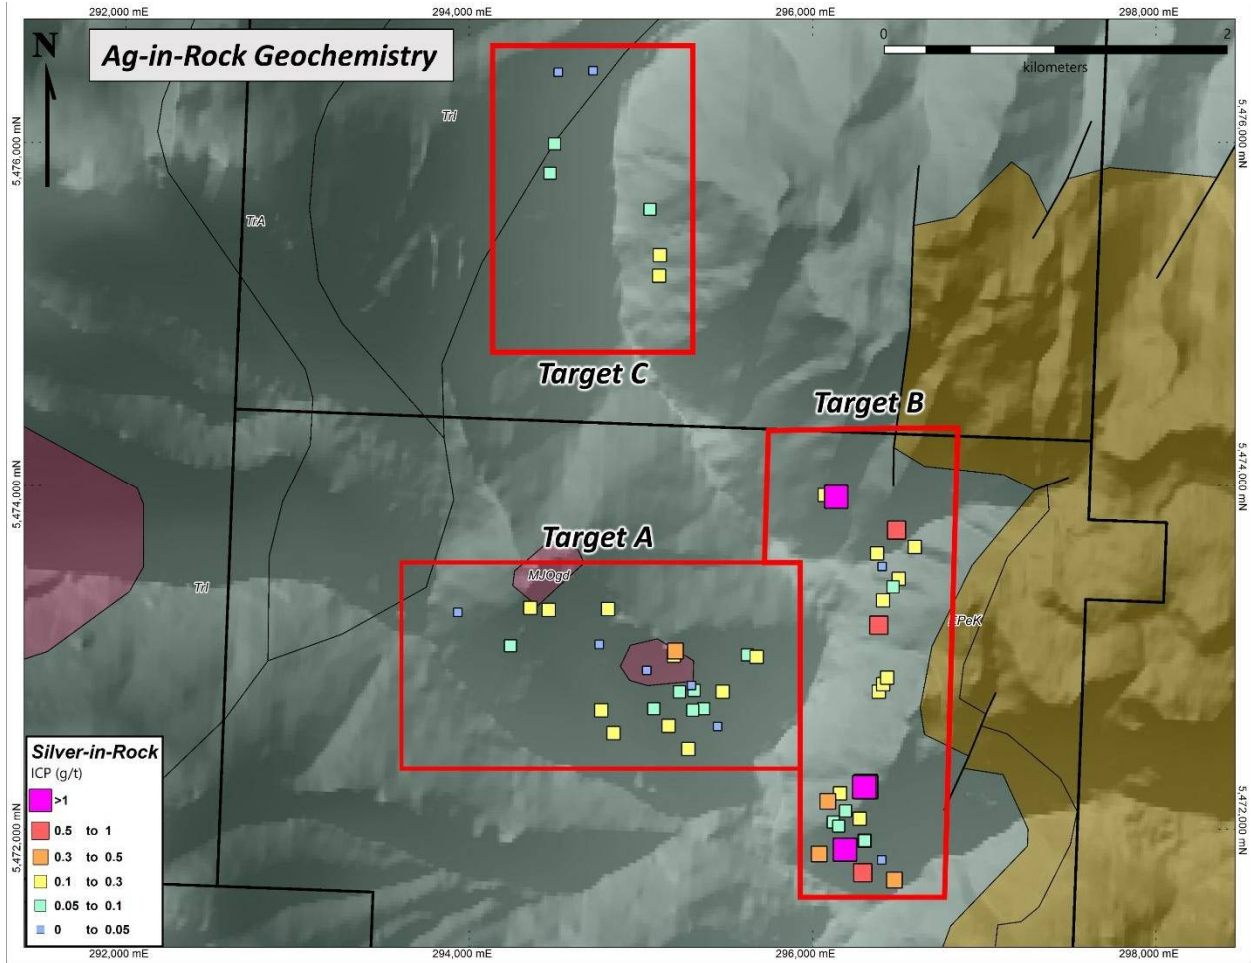 292,000 mE
294,000 mE
296,000 mE
298,000 mE
N
Ag-in-Rock Geochemistry
0
2
kilometers
TrI
5,476,000 mN
5,476,000 mN
TrA
Target C
Target B
5,474,000 mN
5,474,000 mN
Target A
MJOgd
TrI
EPeK
Silver-in-Rock
ICP (g/t)
>1
0.5 to 1
0.3 to 0.5
0.1 to 0.3
0.05 to 0.1
0 to 0.05
5,472,000 mN
5,472,000 mN
292,000 mE
294,000 mE
296,000 mE
298,000 mE